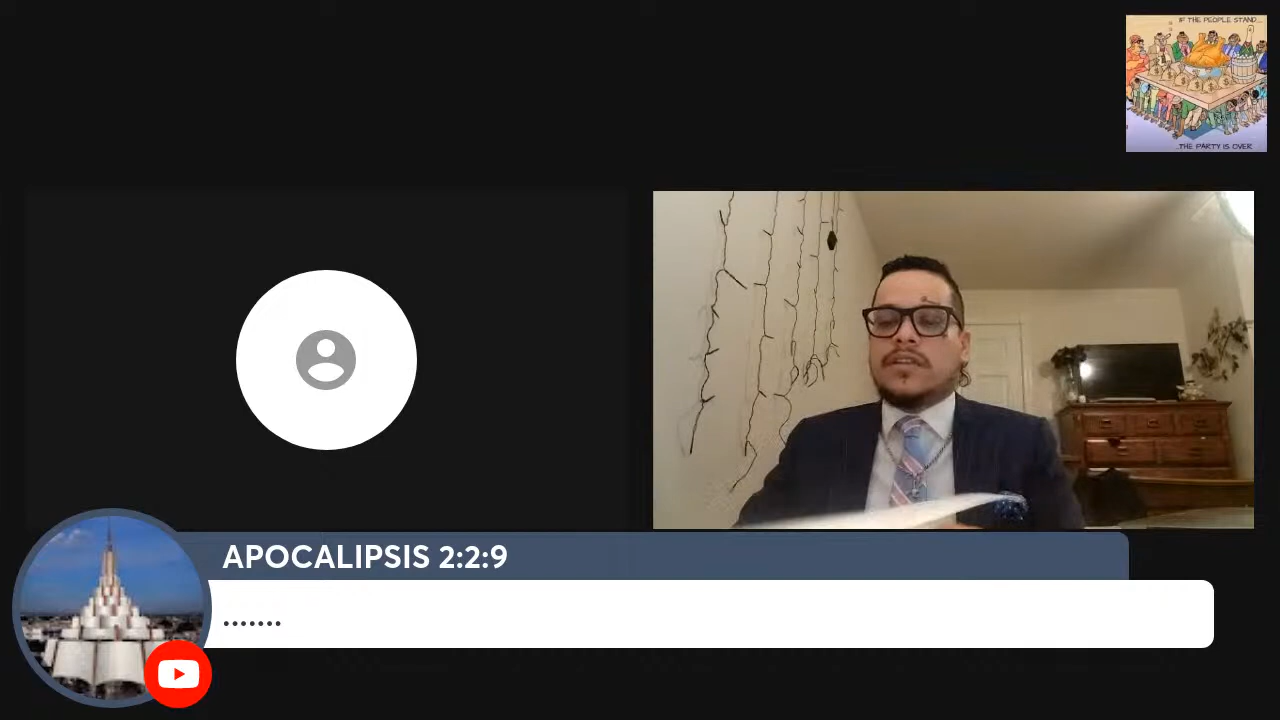 IF THE PEOPLE STAND...
...THE PARTY IS OVER
APOCALIPSIS 2:2:9
.......